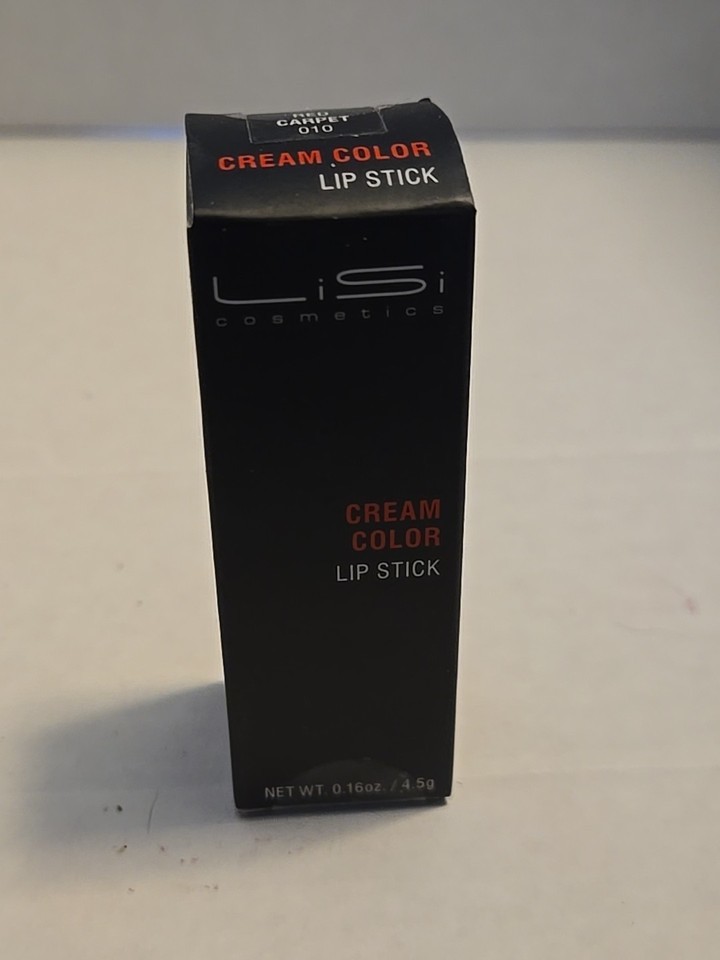 RED
CARPET
010
CREAM COLOR
LIP STICK
LiSi
cosmetics
CREAM
COLOR
LIP STICK
NET WT. 0.16oz. / 4.5g